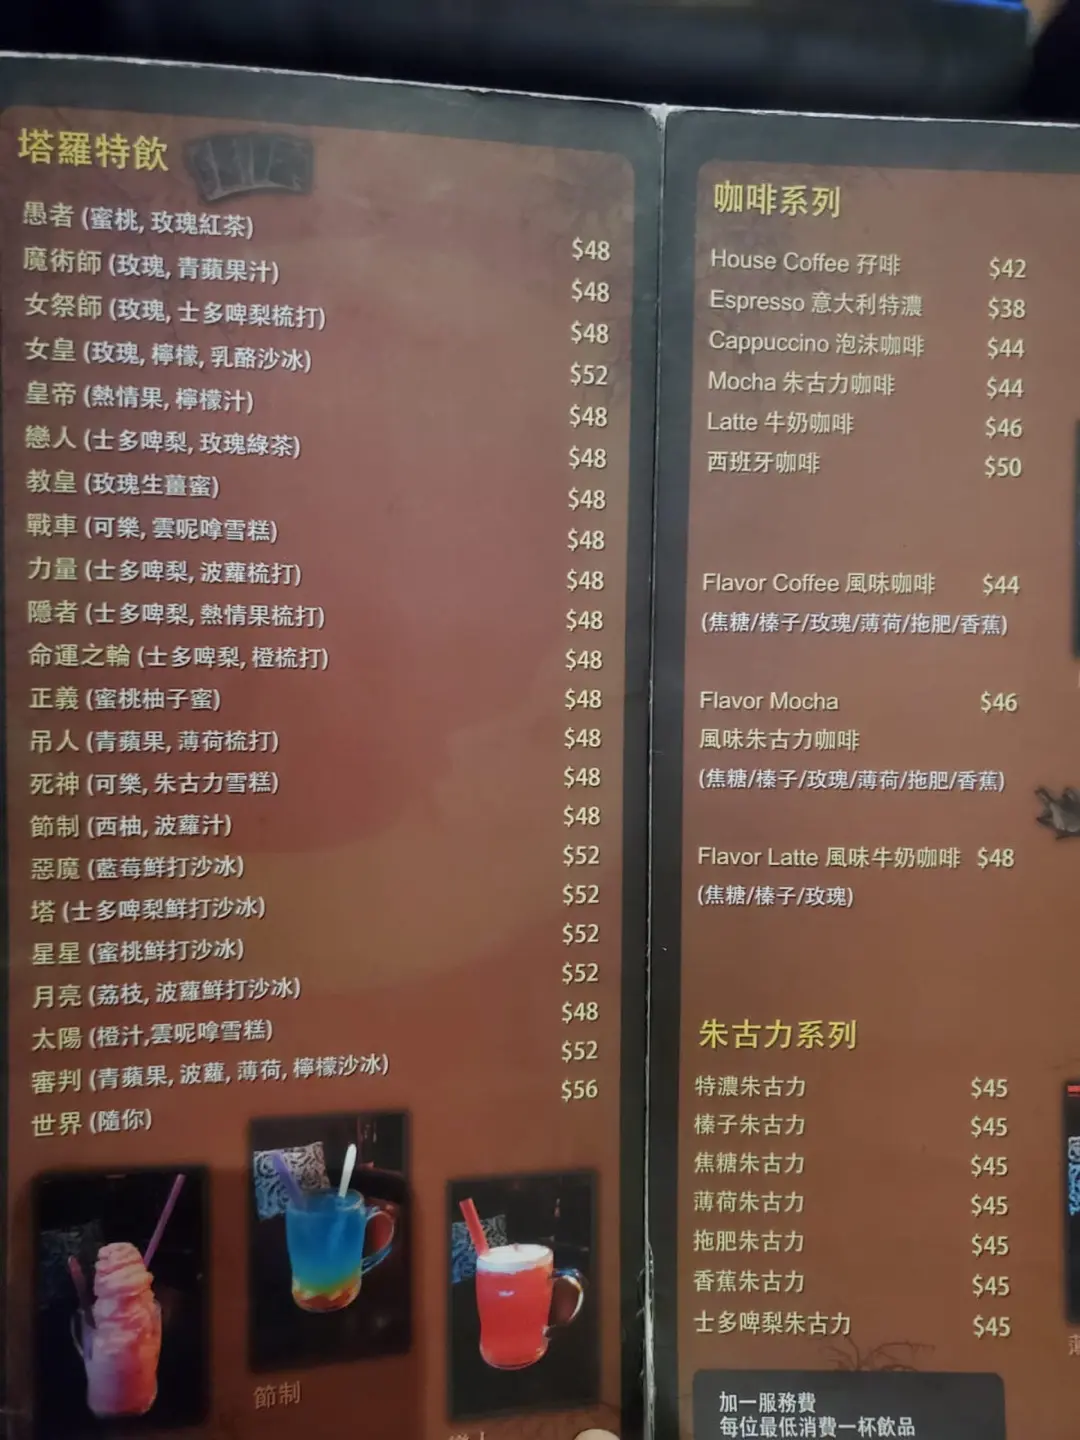 塔羅特飲
愚者 (蜜桃, 玫瑰紅茶) $48
魔術師 (玫瑰, 青蘋果汁) $48
女祭師 (玫瑰, 士多啤梨梳打) $48
女皇 (玫瑰, 檸檬, 乳酪沙冰) $52
皇帝 (熱情果, 檸檬汁) $48
戀人 (士多啤梨, 玫瑰綠茶) $48
教皇 (玫瑰生薑蜜) $48
戰車 (可樂, 雲呢嗱雪糕) $48
力量 (士多啤梨, 波蘿梳打) $48
隱者 (士多啤梨, 熱情果梳打) $48
命運之輪 (士多啤梨, 橙梳打) $48
正義 (蜜桃柚子蜜) $48
吊人 (青蘋果, 薄荷梳打) $48
死神 (可樂, 朱古力雪糕) $48
節制 (西柚, 波蘿汁) $48
惡魔 (藍莓鮮打沙冰) $52
塔 (士多啤梨鮮打沙冰) $52
星星 (蜜桃鮮打沙冰) $52
月亮 (荔枝, 波蘿鮮打沙冰) $52
太陽 (橙汁,雲呢嗱雪糕) $48
審判 (青蘋果, 波蘿, 薄荷, 檸檬沙冰) $52
世界 (隨你) $56
節制
咖啡系列
House Coffee 孖啡 $42
Espresso 意大利特濃 $38
Cappuccino 泡沫咖啡 $44
Mocha 朱古力咖啡 $44
Latte 牛奶咖啡 $46
西班牙咖啡 $50
Flavor Coffee 風味咖啡 $44
(焦糖/榛子/玫瑰/薄荷/拖肥/香蕉)
Flavor Mocha $46
風味朱古力咖啡
(焦糖/榛子/玫瑰/薄荷/拖肥/香蕉)
Flavor Latte 風味牛奶咖啡 $48
(焦糖/榛子/玫瑰)
朱古力系列
特濃朱古力 $45
榛子朱古力 $45
焦糖朱古力 $45
薄荷朱古力 $45
拖肥朱古力 $45
香蕉朱古力 $45
士多啤梨朱古力 $45
加一服務費
每位最低消費一杯飲品